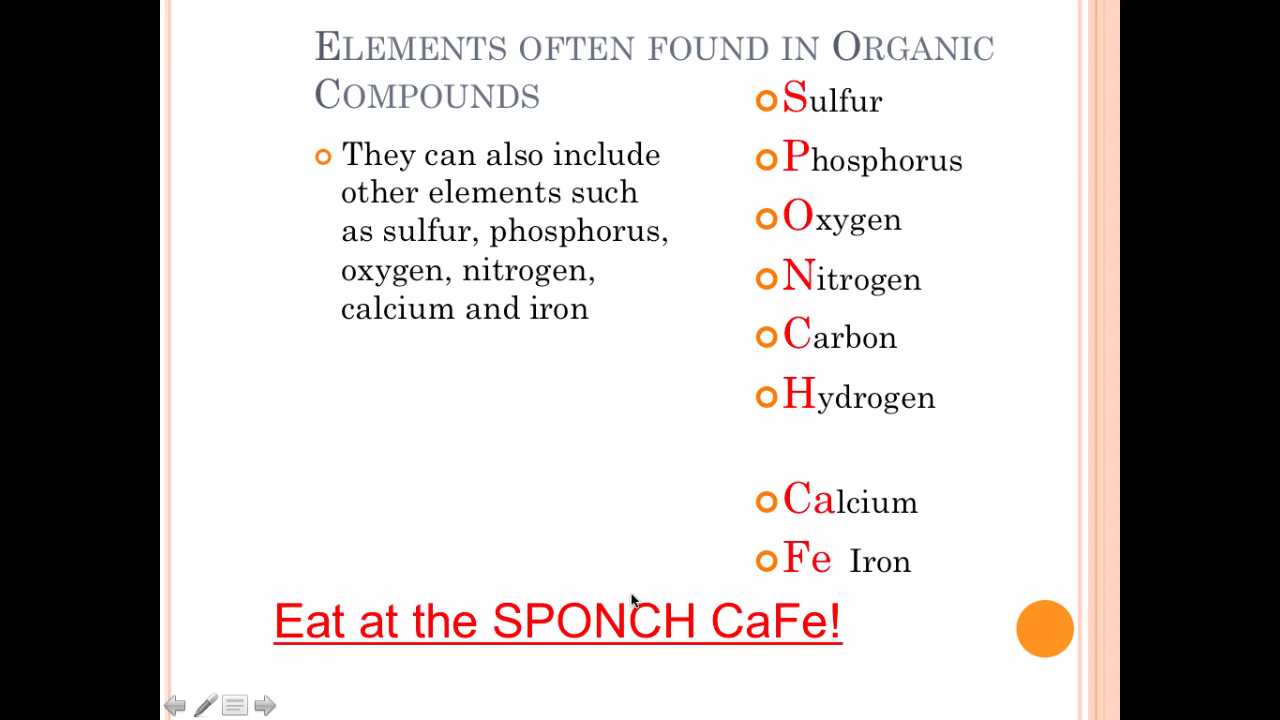 Elements often found in Organic
Compounds
They can also include
other elements such
as sulfur, phosphorus,
oxygen, nitrogen,
calcium and iron
Sulfur
Phosphorus
Oxygen
Nitrogen
Carbon
Hydrogen
Calcium
Fe Iron
Eat at the SPONCH CaFe!